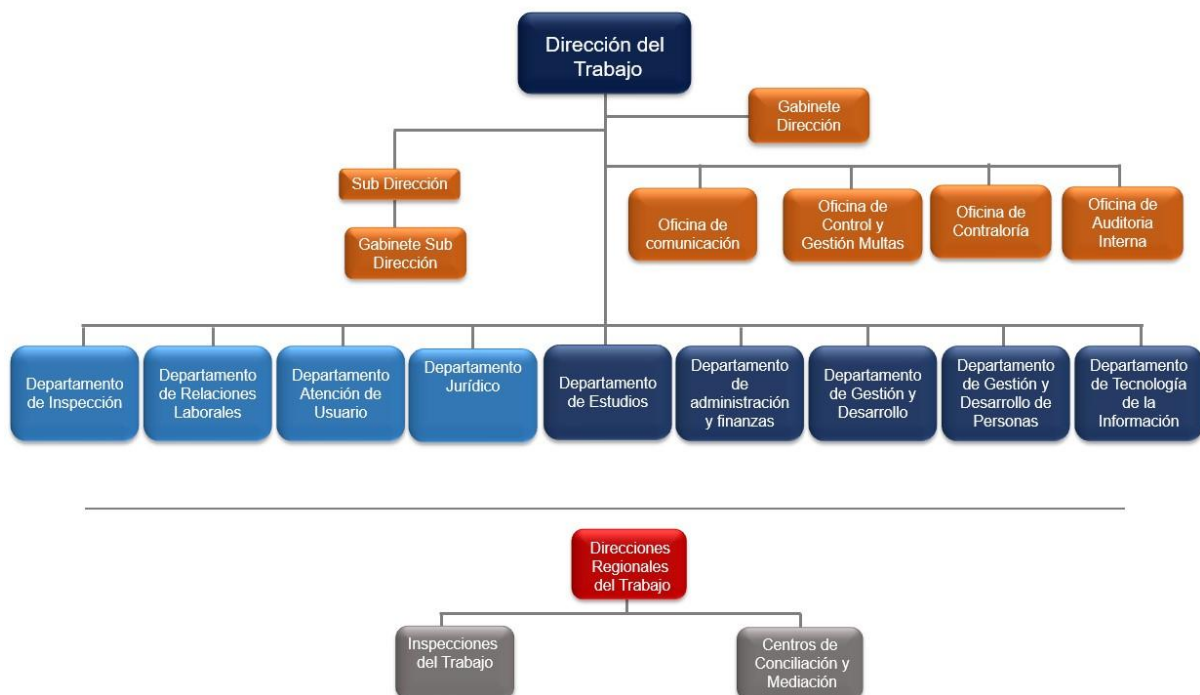 Dirección del
Trabajo
Gabinete
Dirección
Sub Dirección
Gabinete Sub
Dirección
Oficina de
comunicación
Oficina de
Control y
Gestión Multas
Oficina de
Contraloría
Oficina de
Auditoria
Interna
Departamento
de Inspección
Departamento
de Relaciones
Laborales
Departamento
Atención de
Usuario
Departamento
Jurídico
Departamento
de Estudios
Departamento
de
administración
y finanzas
Departamento
de Gestión y
Desarrollo
Departamento
de Gestión y
Desarrollo de
Personas
Departamento
de Tecnología
de la
Información
Direcciones
Regionales
del Trabajo
Inspecciones
del Trabajo
Centros de
Conciliación y
Mediación